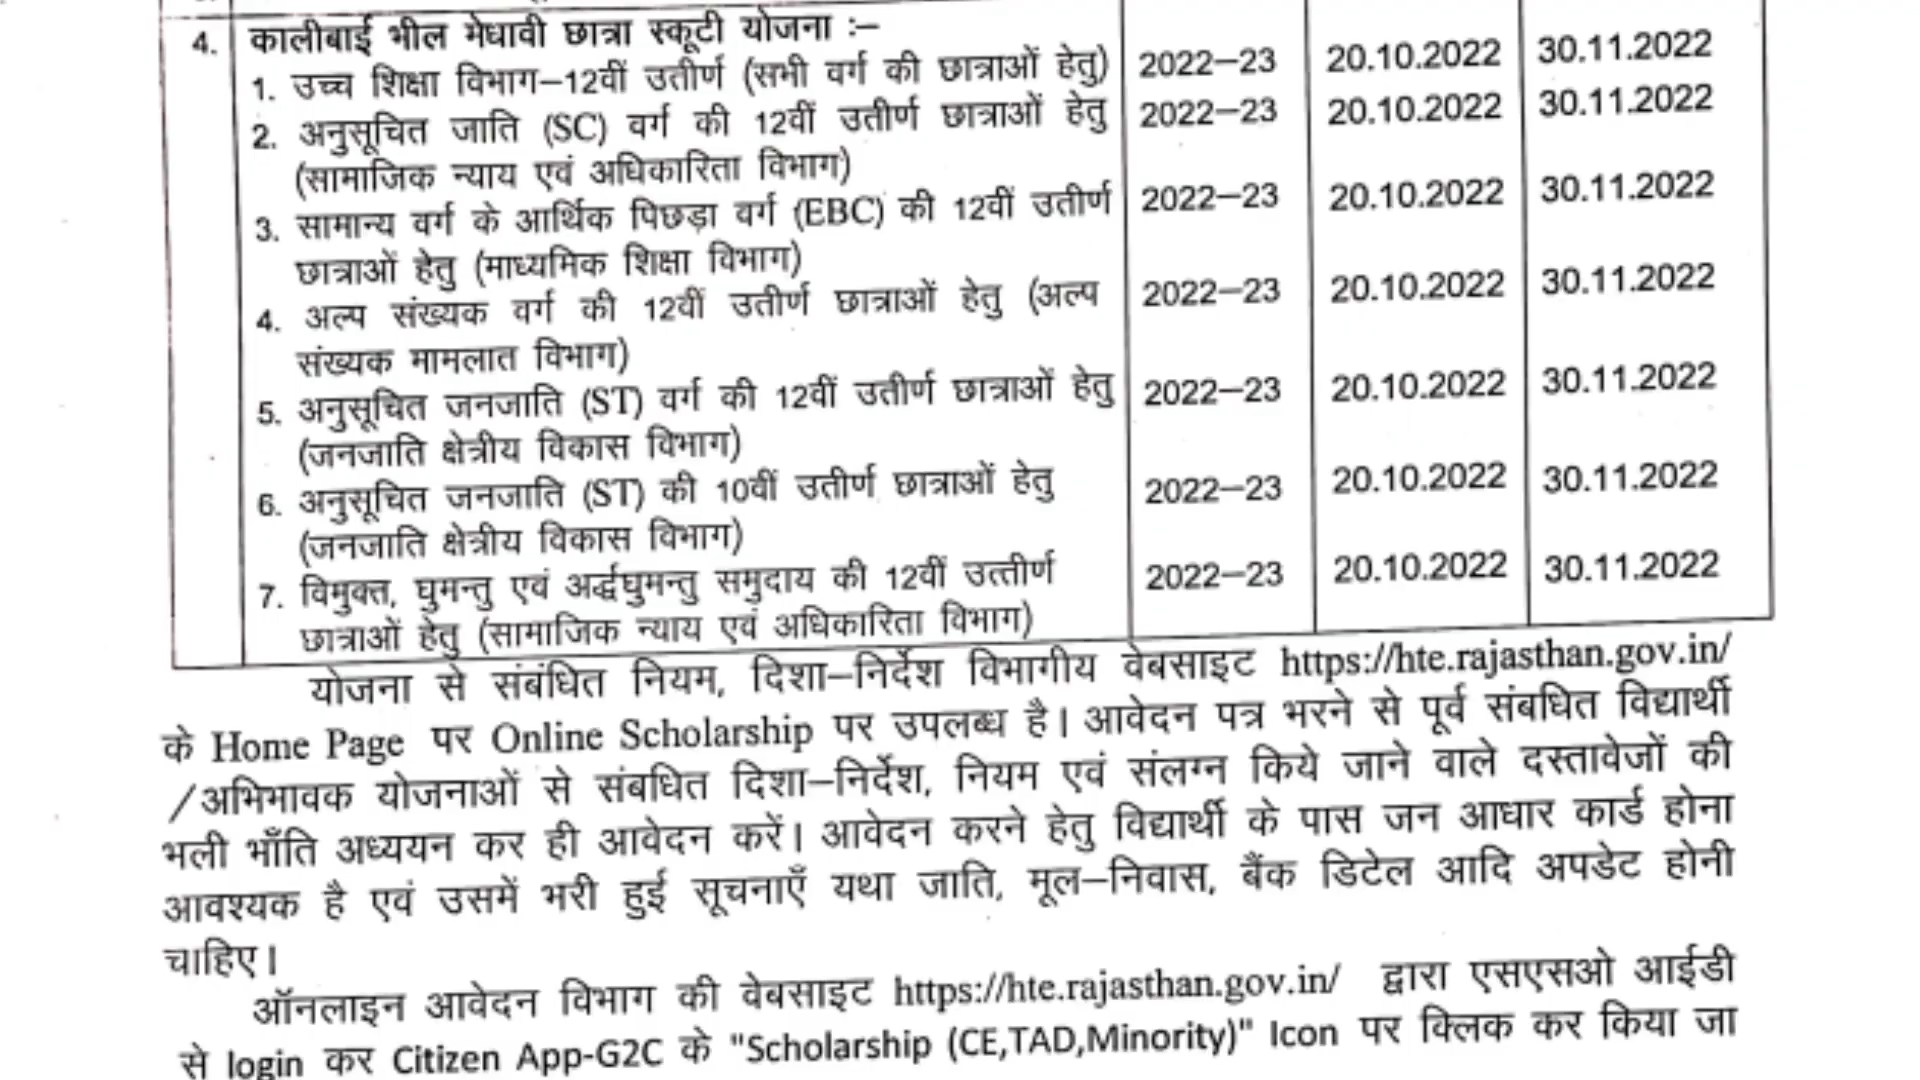 4. कालीबाई भील मेधावी छात्रा स्कूटी योजना :–
1. उच्च शिक्षा विभाग–12वीं उतीर्ण (सभी वर्ग की छात्राओं हेतु) 2022–23 20.10.2022 30.11.2022
2. अनुसूचित जाति (SC) वर्ग की 12वीं उतीर्ण छात्राओं हेतु 2022–23 20.10.2022 30.11.2022
(सामाजिक न्याय एवं अधिकारिता विभाग)
3. सामान्य वर्ग के आर्थिक पिछड़ा वर्ग (EBC) की 12वीं उतीर्ण 2022–23 20.10.2022 30.11.2022
छात्राओं हेतु (माध्यमिक शिक्षा विभाग)
4. अल्प संख्यक वर्ग की 12वीं उतीर्ण छात्राओं हेतु (अल्प 2022–23 20.10.2022 30.11.2022
संख्यक मामलात विभाग)
5. अनुसूचित जनजाति (ST) वर्ग की 12वीं उतीर्ण छात्राओं हेतु 2022–23 20.10.2022 30.11.2022
(जनजाति क्षेत्रीय विकास विभाग)
6. अनुसूचित जनजाति (ST) की 10वीं उतीर्ण छात्राओं हेतु 2022–23 20.10.2022 30.11.2022
(जनजाति क्षेत्रीय विकास विभाग)
7. विमुक्त, घुमन्तु एवं अर्द्धघुमन्तु समुदाय की 12वीं उत्तीर्ण 2022–23 20.10.2022 30.11.2022
छात्राओं हेतु (सामाजिक न्याय एवं अधिकारिता विभाग)
योजना से संबंधित नियम, दिशा–निर्देश विभागीय वेबसाइट https://hte.rajasthan.gov.in/
के Home Page पर Online Scholarship पर उपलब्ध है। आवेदन पत्र भरने से पूर्व संबधित विद्यार्थी
/अभिभावक योजनाओं से संबधित दिशा–निर्देश, नियम एवं संलग्न किये जाने वाले दस्तावेजों की
भली भाँति अध्ययन कर ही आवेदन करें। आवेदन करने हेतु विद्यार्थी के पास जन आधार कार्ड होना
आवश्यक है एवं उसमें भरी हुई सूचनाएँ यथा जाति, मूल–निवास, बैंक डिटेल आदि अपडेट होनी
चाहिए।
ऑनलाइन आवेदन विभाग की वेबसाइट https://hte.rajasthan.gov.in/ द्वारा एसएसओ आईडी
से login कर Citizen App-G2C के "Scholarship (CE,TAD,Minority)" Icon पर क्लिक कर किया जा